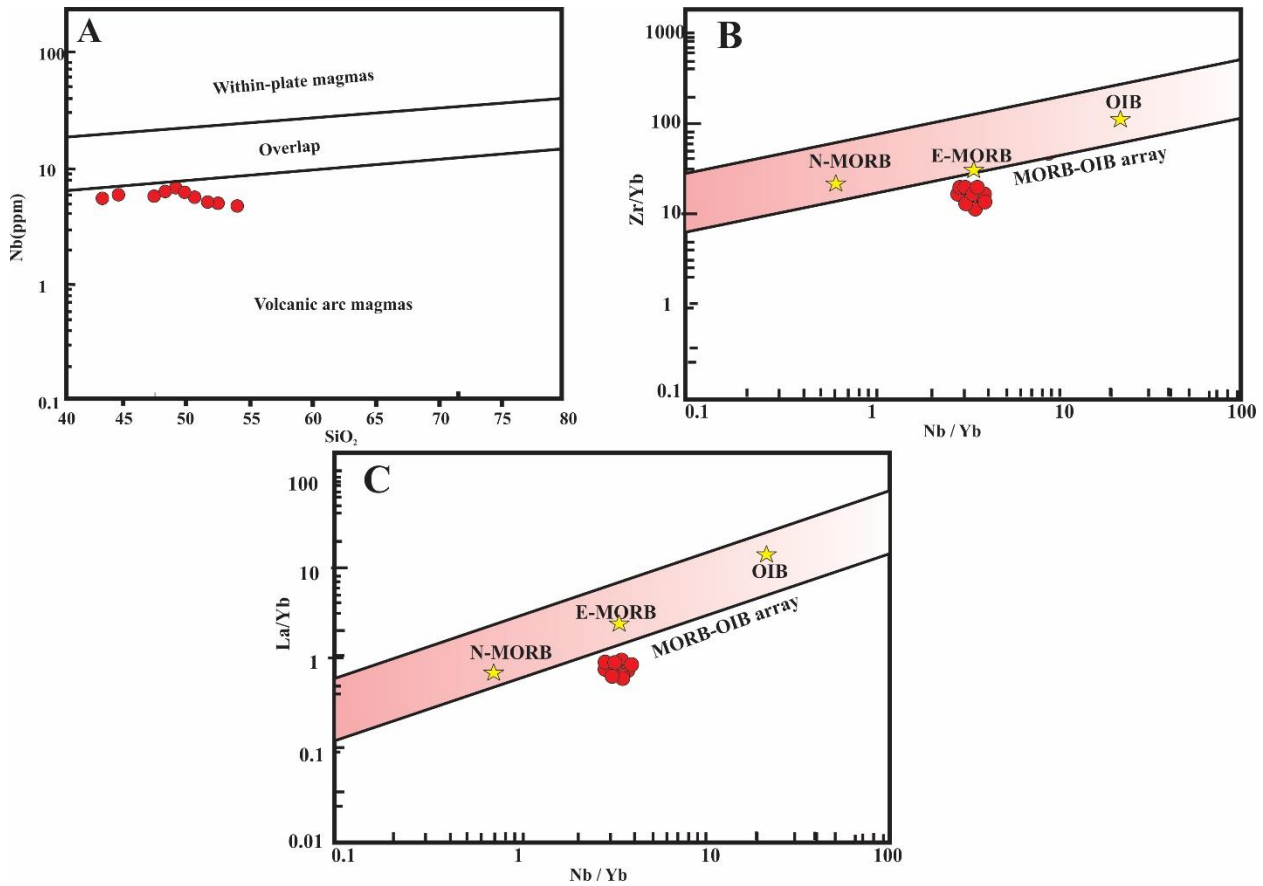 A
100
10
1
0.1
Nb(ppm)
Within-plate magmas
Overlap
Volcanic arc magmas
40 45 50 55 60 65 70 75 80
SiO2
B
1000
100
10
1
0.1
Zr/Yb
N-MORB
E-MORB
OIB
MORB-OIB array
0.1 1 10 100
Nb / Yb
C
100
10
1
0.1
0.01
La/Yb
N-MORB
E-MORB
OIB
MORB-OIB array
0.1 1 10 100
Nb / Yb